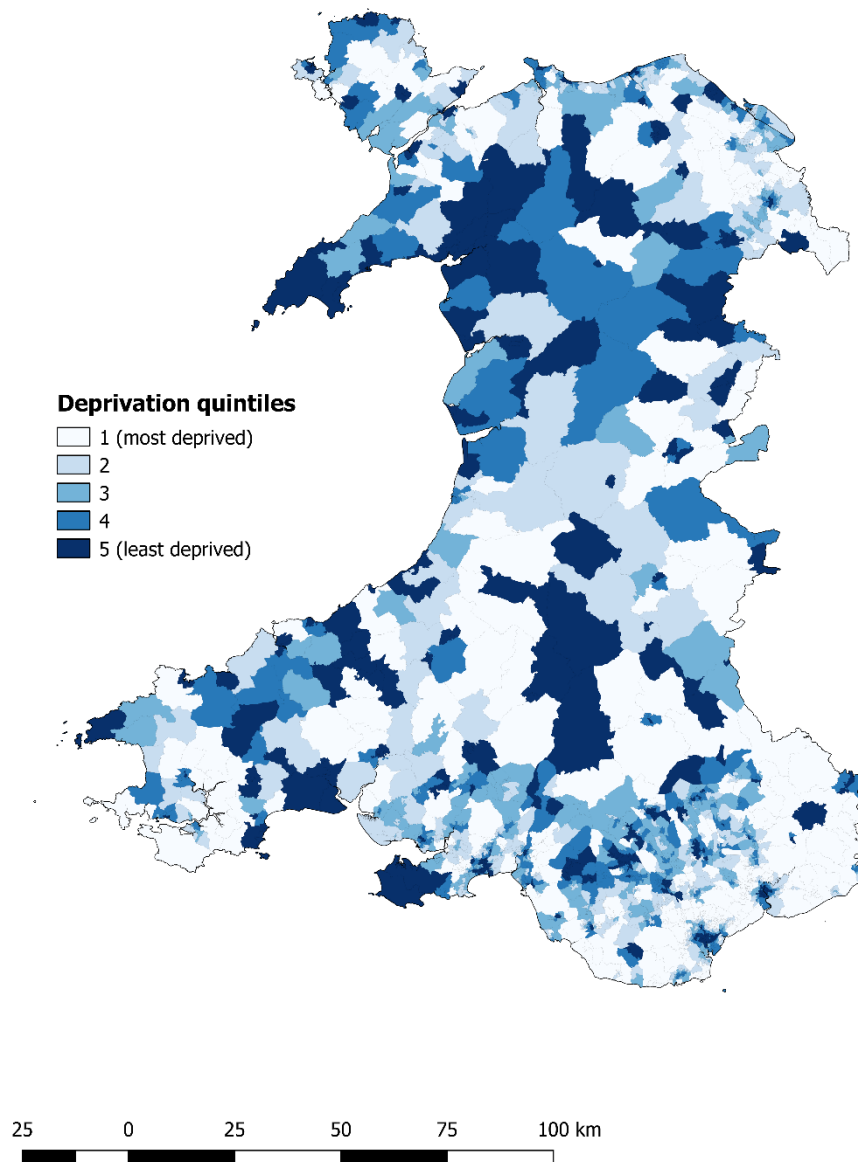 Deprivation quintiles
1 (most deprived)
2
3
4
5 (least deprived)
25 0 25 50 75 100 km